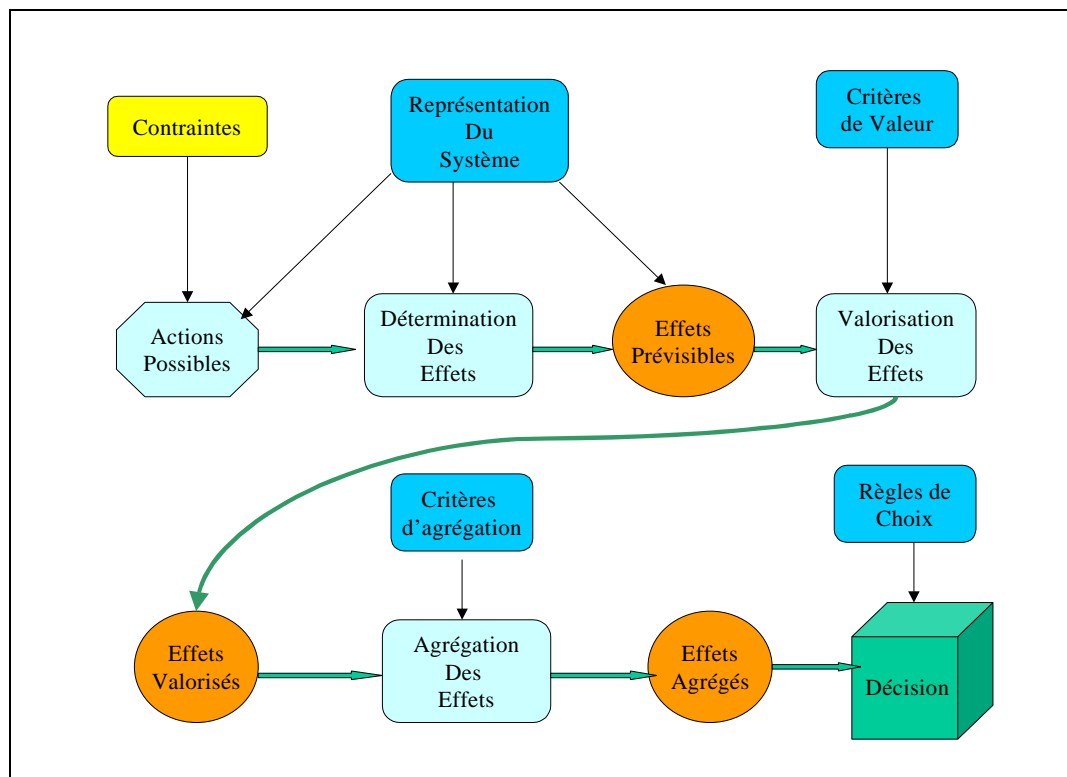 Contraintes
Représentation
Du
Système
Critères
de Valeur
Actions
Possibles
Détermination
Des
Effets
Effets
Prévisibles
Valorisation
Des
Effets
Critères
d’agrégation
Règles de
Choix
Effets
Valorisés
Agrégation
Des
Effets
Effets
Agrégés
Décision